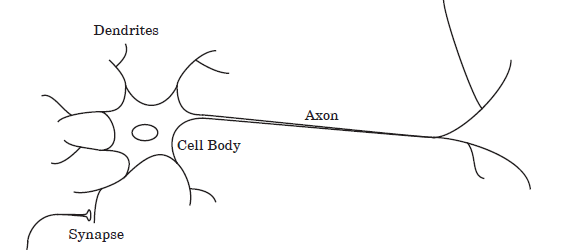 Dendrites
Axon
Cell Body
Synapse